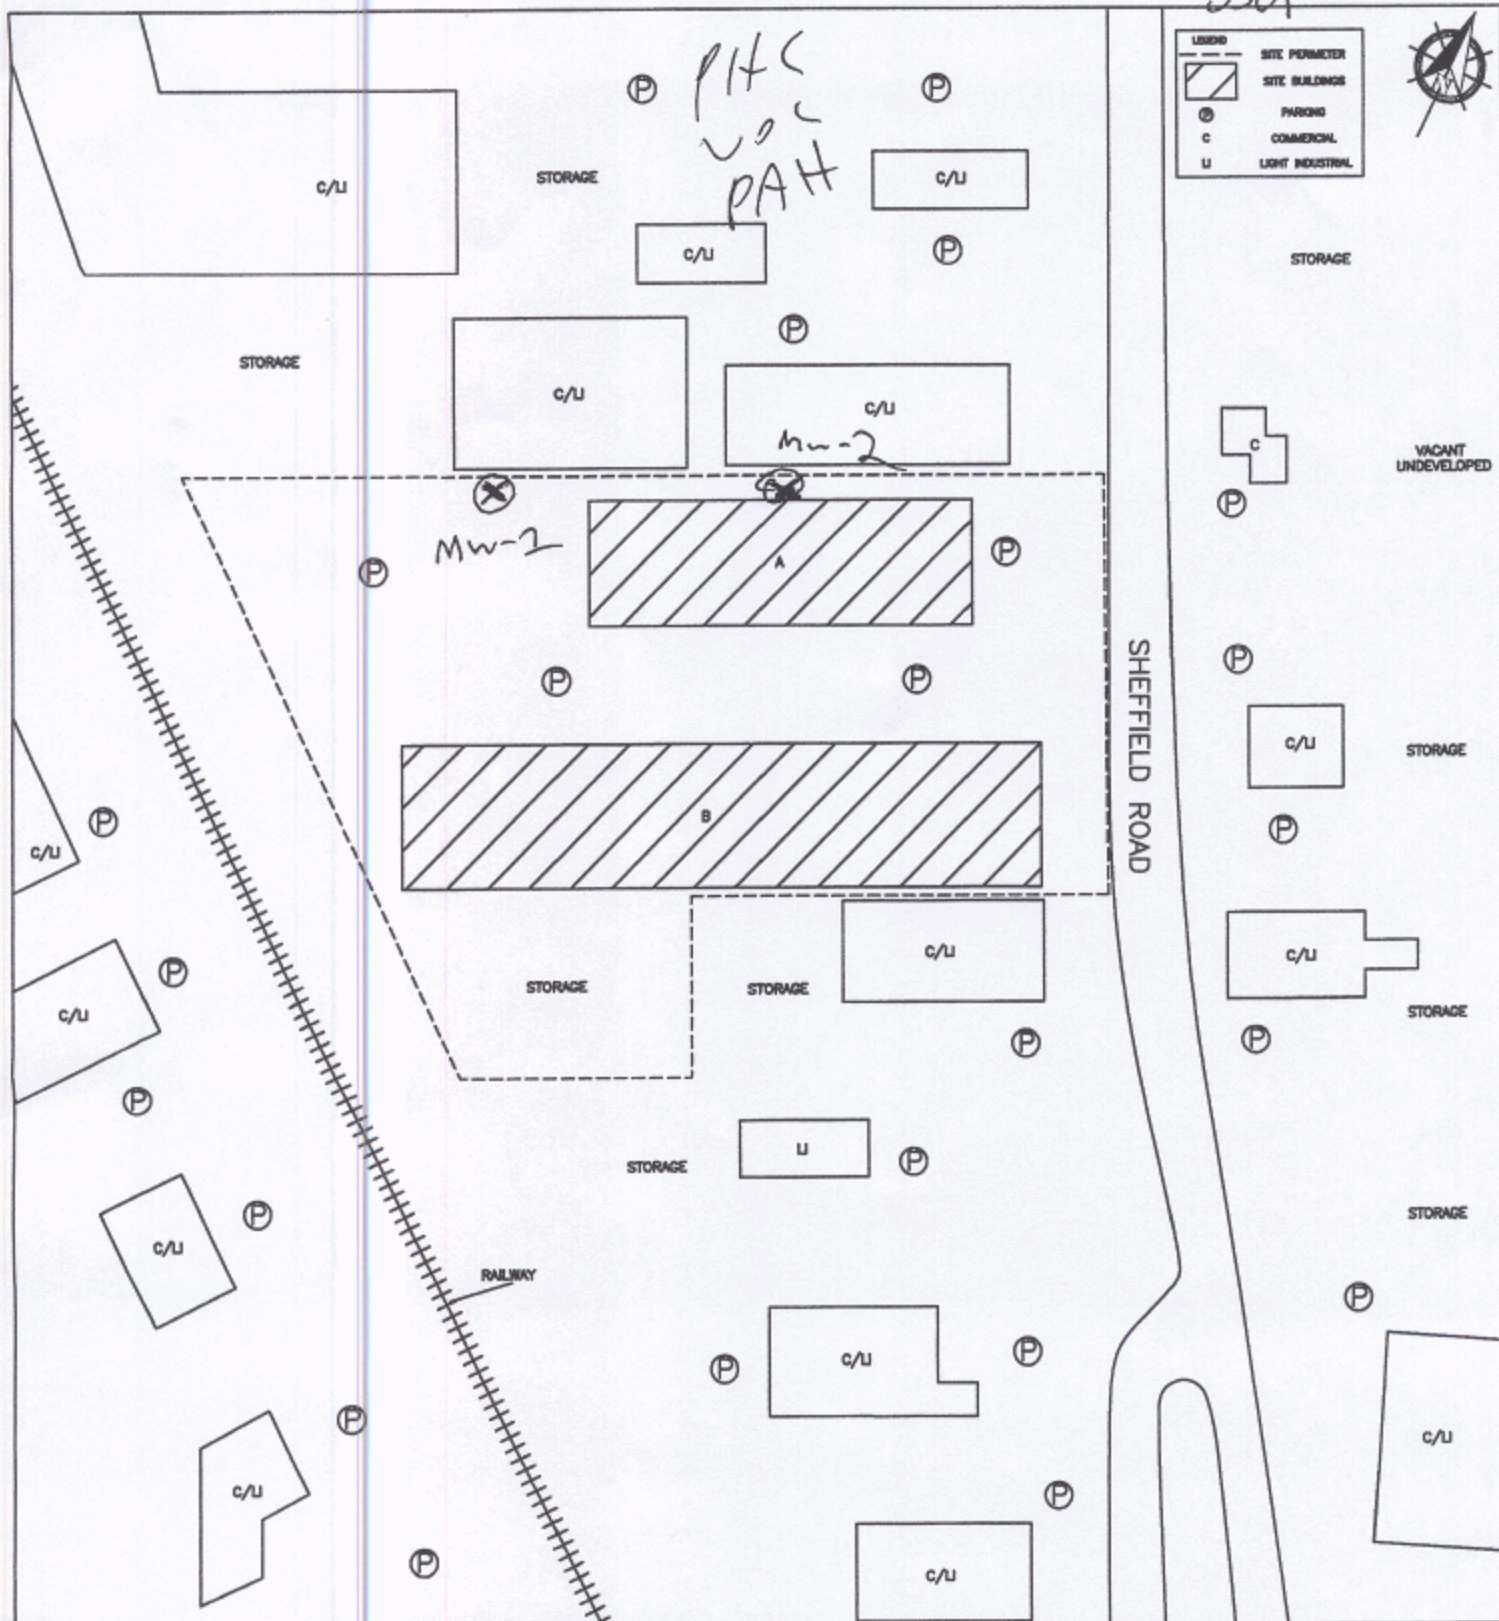 LEGEND
SITE PERIMETER
SITE BUILDINGS
P PARKING
C COMMERCIAL
LI LIGHT INDUSTRIAL
PHC
VOC
PAH
P
P
STORAGE
C/LI
C/LI
C/LI
P
STORAGE
P
STORAGE
C/LI
C/LI
MW-2
C
VACANT
UNDEVELOPED
P
MW-1
P
A
P
P
P
P
SHEFFIELD ROAD
C/LI
STORAGE
B
P
P
C/LI
C/LI
C/LI
P
STORAGE
STORAGE
C/LI
STORAGE
P
P
P
LI
P
STORAGE
P
C/LI
STORAGE
RAILWAY
P
C/LI
P
P
P
C/LI
C/LI
P
P
C/LI